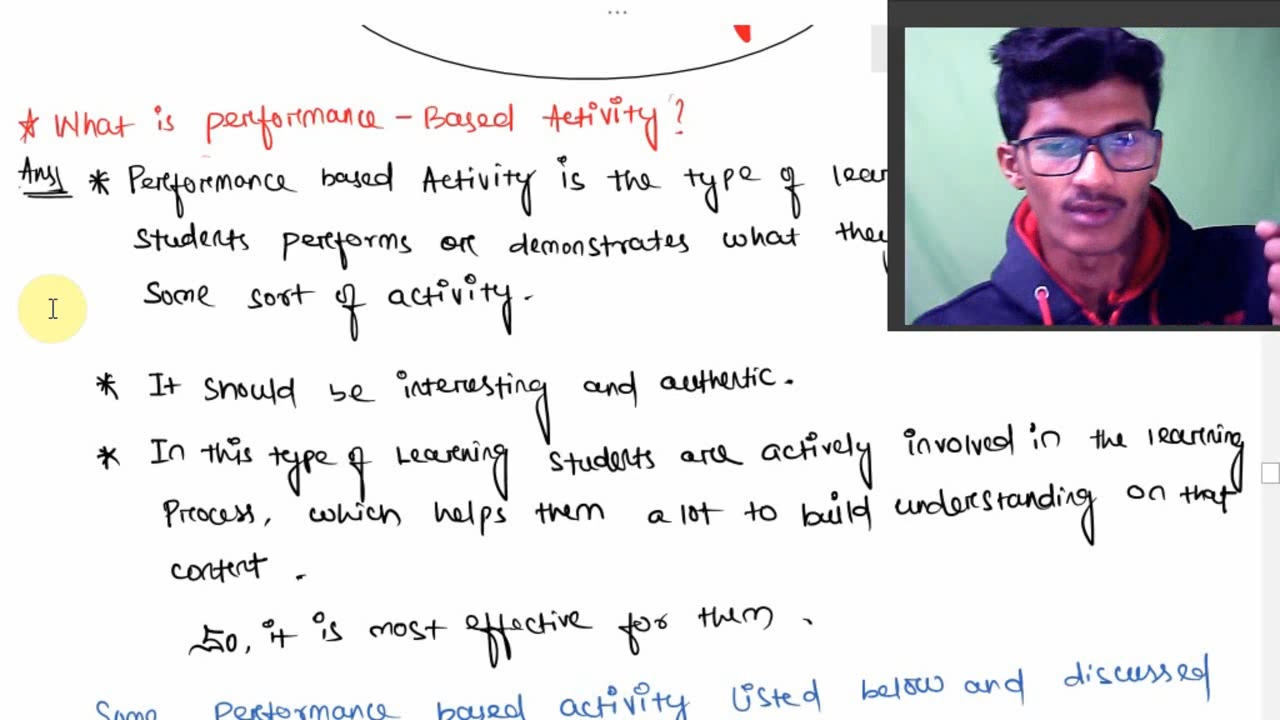 * What is performance - Based Activity?
Ans * Performance based Activity is the type of lear
students performs or demonstrates what they
Some sort of activity.
* It should be interesting and authentic.
* In this type of Learning students are actively involved in the learning
Process, which helps them a lot to build understanding on that
content.
So, it is most effective for them.
Some performance based activity listed below and discussed